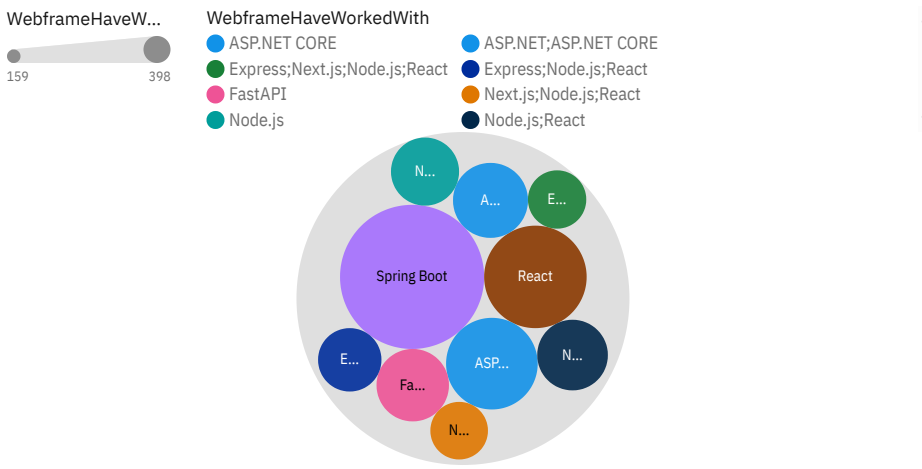 WebframeHaveW...
159 398
WebframeHaveWorkedWith
ASP.NET CORE
ASP.NET;ASP.NET CORE
Express;Next.js;Node.js;React
Express;Node.js;React
FastAPI
Next.js;Node.js;React
Node.js
Node.js;React
N...
A...
E...
Spring Boot
React
E...
Fa...
ASP...
N...
N...